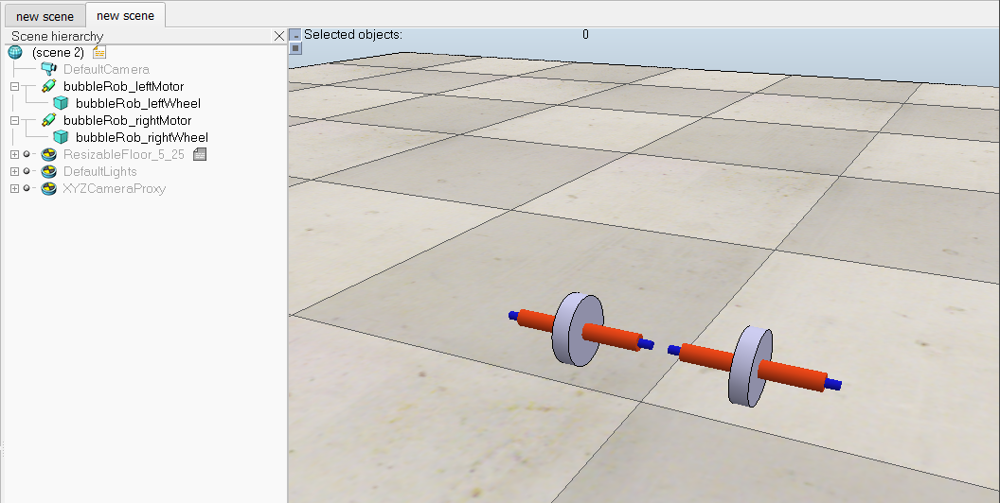 new scene
new scene
Scene hierarchy
Selected objects: 0
(scene 2)
DefaultCamera
bubbleRob_leftMotor
bubbleRob_leftWheel
bubbleRob_rightMotor
bubbleRob_rightWheel
ResizableFloor_5_25
DefaultLights
XYZCameraProxy